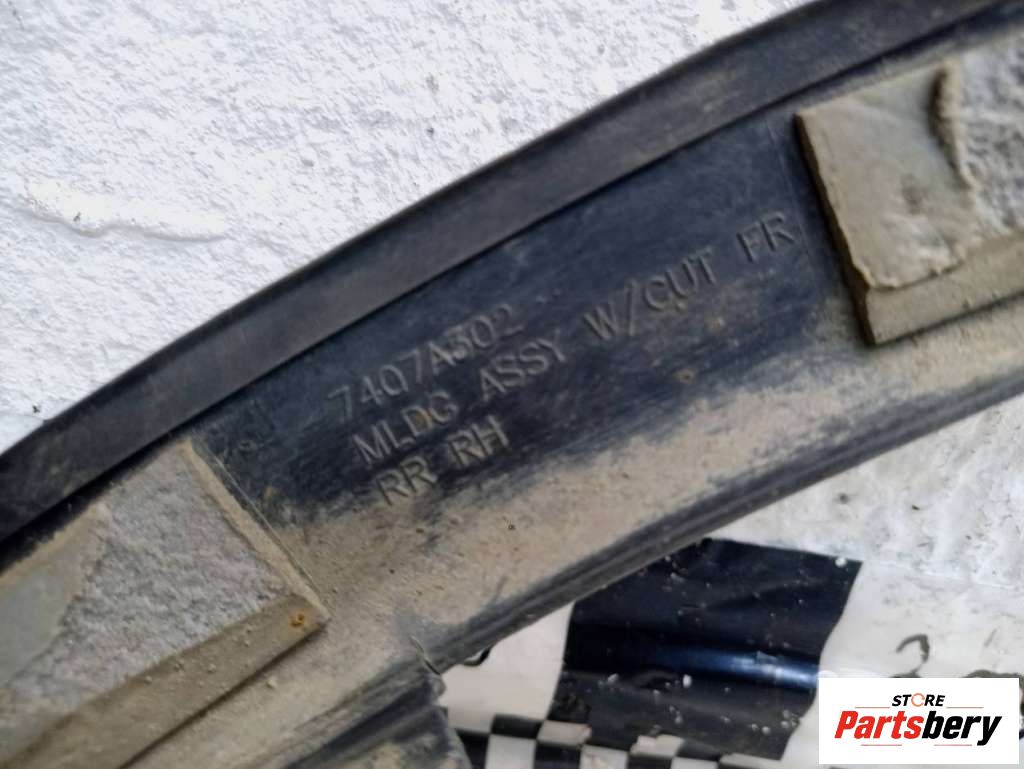 7407A302
MLDG ASSY W/CUT FR
RR RH
STORE
Partsbery